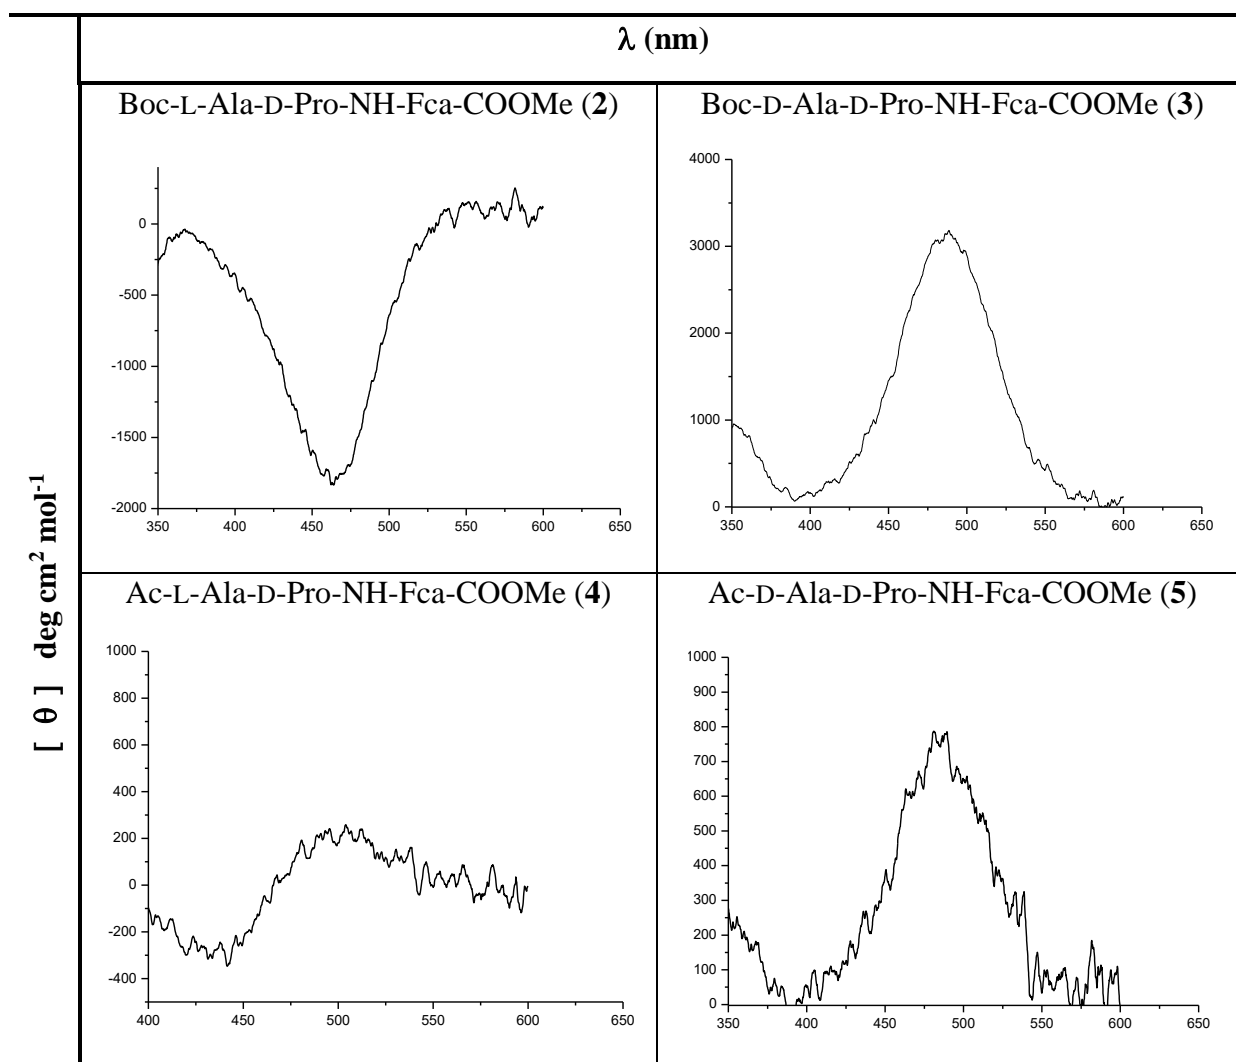 λ (nm)
[ θ ] deg cm² mol⁻¹
Boc-L-Ala-D-Pro-NH-Fca-COOMe (2)
0
-500
-1000
-1500
-2000
350 400 450 500 550 600 650
Boc-D-Ala-D-Pro-NH-Fca-COOMe (3)
4000
3000
2000
1000
0
350 400 450 500 550 600 650
Ac-L-Ala-D-Pro-NH-Fca-COOMe (4)
1000
800
600
400
200
0
-200
-400
400 450 500 550 600 650
Ac-D-Ala-D-Pro-NH-Fca-COOMe (5)
1000
900
800
700
600
500
400
300
200
100
0
350 400 450 500 550 600 650